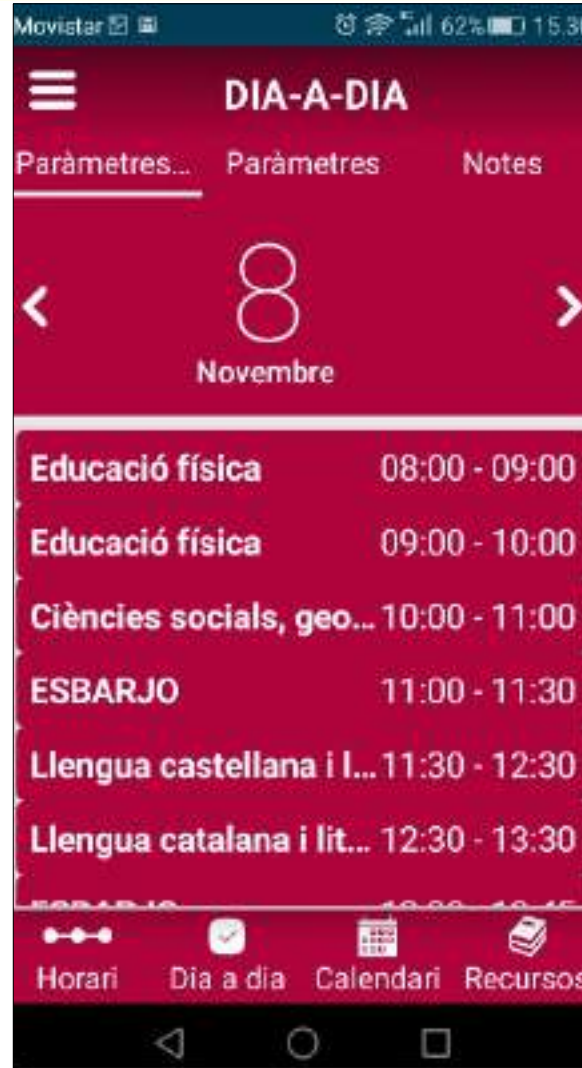 Movistar 62% 15.30
DIA-A-DIA
Paràmetres... Paràmetres Notes
8
Novembre
Educació física 08:00 - 09:00
Educació física 09:00 - 10:00
Ciències socials, geo... 10:00 - 11:00
ESBARJO 11:00 - 11:30
Llengua castellana i l... 11:30 - 12:30
Llengua catalana i lit... 12:30 - 13:30
Horari Dia a dia Calendari Recursos